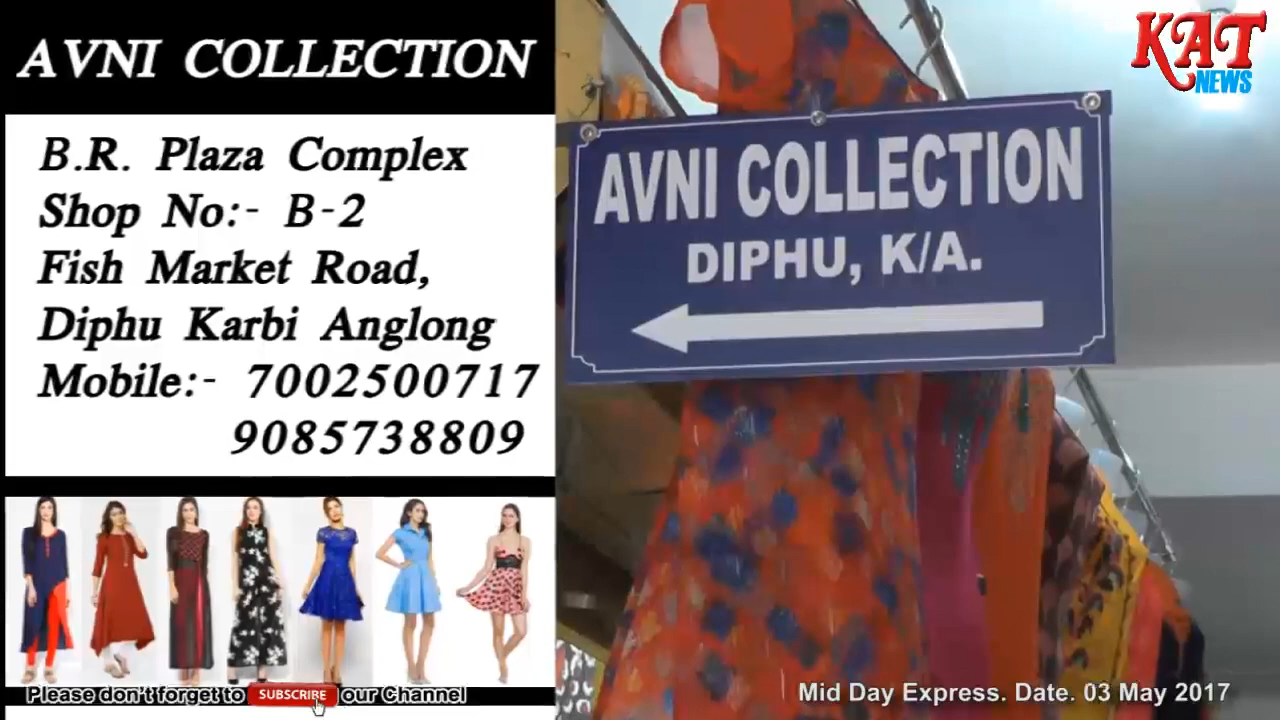 AVNI COLLECTION
B.R. Plaza Complex
Shop No:- B-2
Fish Market Road,
Diphu Karbi Anglong
Mobile:- 7002500717
9085738809
Please don't forget to SUBSCRIBE our Channel
KAT
NEWS
AVNI COLLECTION
DIPHU, K/A.
Mid Day Express. Date. 03 May 2017